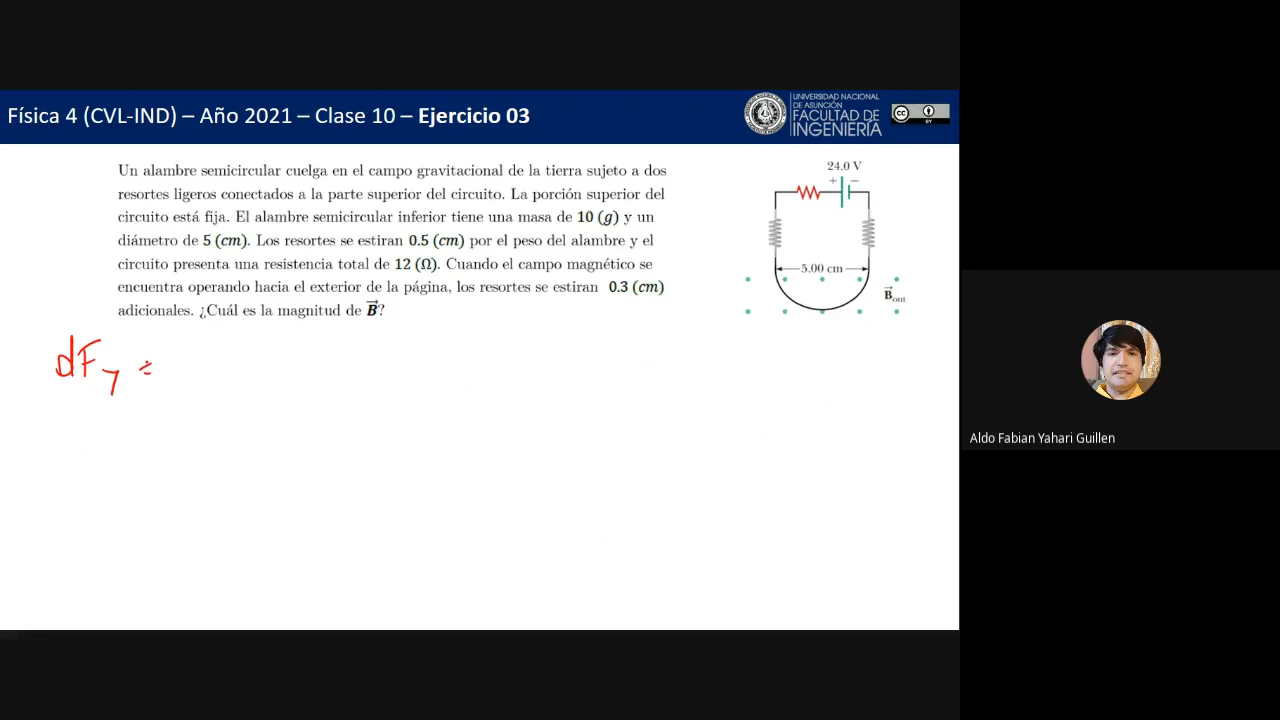 Física 4 (CVL-IND) – Año 2021 – Clase 10 – Ejercicio 03
UNIVERSIDAD NACIONAL
DE ASUNCIÓN
FACULTAD DE
INGENIERÍA
cc
BY
Un alambre semicircular cuelga en el campo gravitacional de la tierra sujeto a dos
resortes ligeros conectados a la parte superior del circuito. La porción superior del
circuito está fija. El alambre semicircular inferior tiene una masa de 10 (g) y un
diámetro de 5 (cm). Los resortes se estiran 0.5 (cm) por el peso del alambre y el
circuito presenta una resistencia total de 12 (Ω). Cuando el campo magnético se
encuentra operando hacia el exterior de la página, los resortes se estiran 0.3 (cm)
adicionales. ¿Cuál es la magnitud de B⃗?
24.0 V
+ −
5.00 cm
B⃗out
dFy =
Aldo Fabian Yahari Guillen